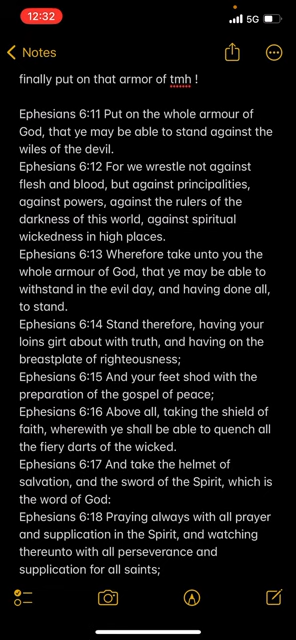 12:32
5G
Notes
finally put on that armor of tmh !
Ephesians 6:11 Put on the whole armour of
God, that ye may be able to stand against the
wiles of the devil.
Ephesians 6:12 For we wrestle not against
flesh and blood, but against principalities,
against powers, against the rulers of the
darkness of this world, against spiritual
wickedness in high places.
Ephesians 6:13 Wherefore take unto you the
whole armour of God, that ye may be able to
withstand in the evil day, and having done all,
to stand.
Ephesians 6:14 Stand therefore, having your
loins girt about with truth, and having on the
breastplate of righteousness;
Ephesians 6:15 And your feet shod with the
preparation of the gospel of peace;
Ephesians 6:16 Above all, taking the shield of
faith, wherewith ye shall be able to quench all
the fiery darts of the wicked.
Ephesians 6:17 And take the helmet of
salvation, and the sword of the Spirit, which is
the word of God:
Ephesians 6:18 Praying always with all prayer
and supplication in the Spirit, and watching
thereunto with all perseverance and
supplication for all saints;